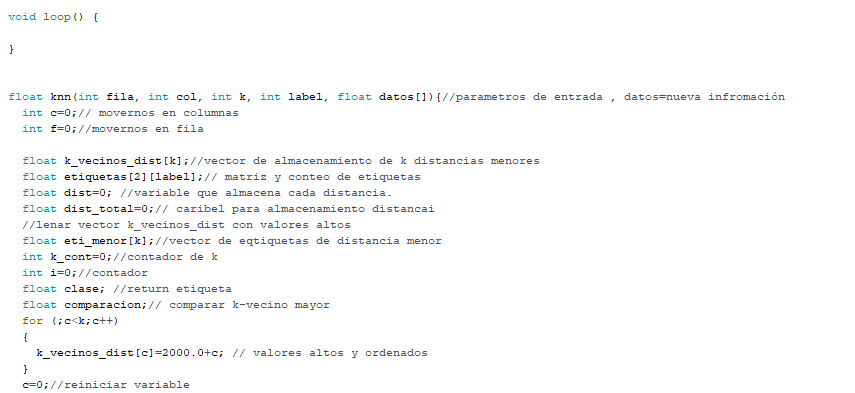 void loop() {
}
float knn(int fila, int col, int k, int label, float datos[]){//parametros de entrada , datos=nueva infromación
int c=0;// movernos en columnas
int f=0;//movernos en fila
float k_vecinos_dist[k];//vector de almacenamiento de k distancias menores
float etiquetas[2][label];// matriz y conteo de etiquetas
float dist=0; //variable que almacena cada distancia.
float dist_total=0;// caribel para almacenamiento distancai
//lenar vector k_vecinos_dist con valores altos
float eti_menor[k];//vector de eqtiquetas de distancia menor
int k_cont=0;//contador de k
int i=0;//contador
float clase; //return etiqueta
float comparacion;// comparar k-vecino mayor
for (;c<k;c++)
{
k_vecinos_dist[c]=2000.0+c; // valores altos y ordenados
}
c=0;//reiniciar variable